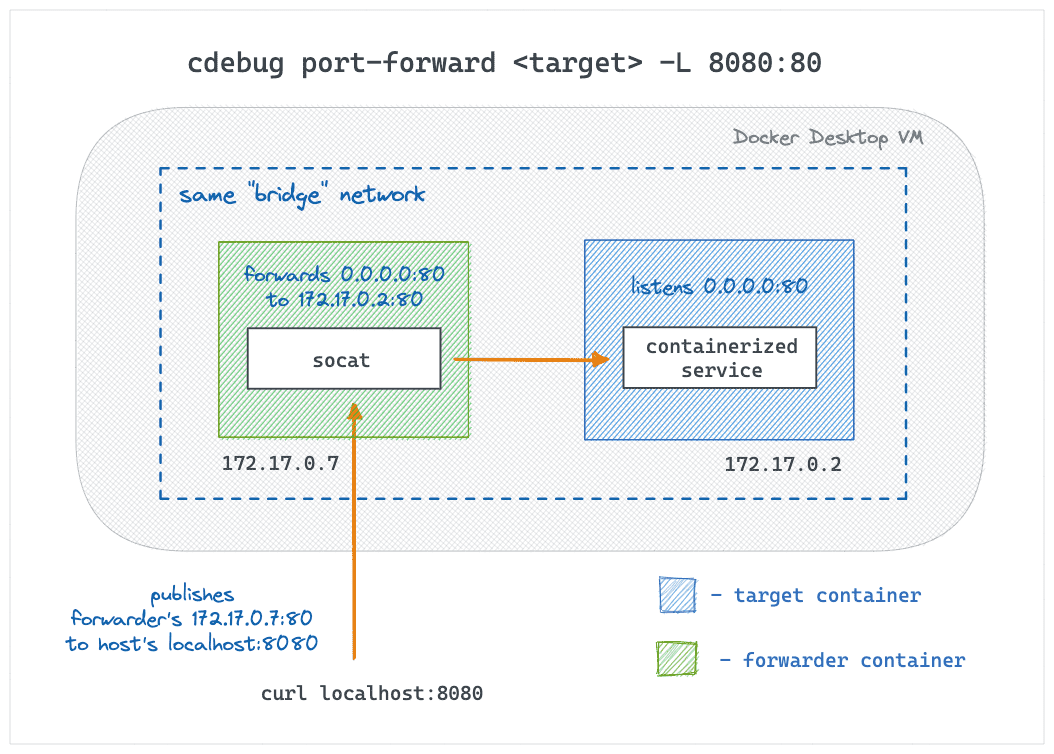 cdebug port-forward <target> -L 8080:80
Docker Desktop VM
same "bridge" network
forwards 0.0.0.0:80
to 172.17.0.2:80
socat
172.17.0.7
listens 0.0.0.0:80
containerized
service
172.17.0.2
publishes
forwarder's 172.17.0.7:80
to host's localhost:8080
curl localhost:8080
- target container
- forwarder container